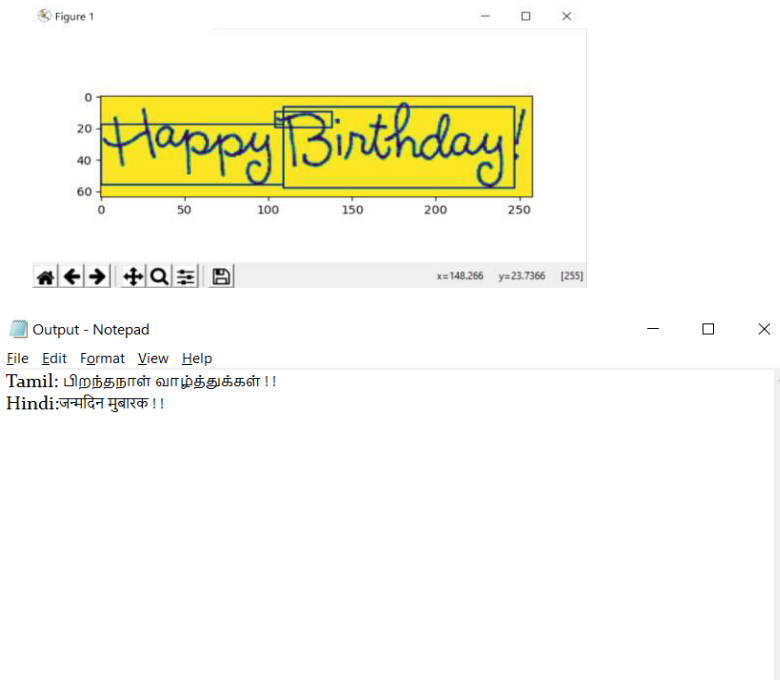 Figure 1
0
20
40
60
Happy Birthday!
0 50 100 150 200 250
x=148.266 y=23.7366 [255]
Output - Notepad
File Edit Format View Help
Tamil: பிறந்தநாள் வாழ்த்துக்கள் ! !
Hindi:जन्मदिन मुबारक ! !